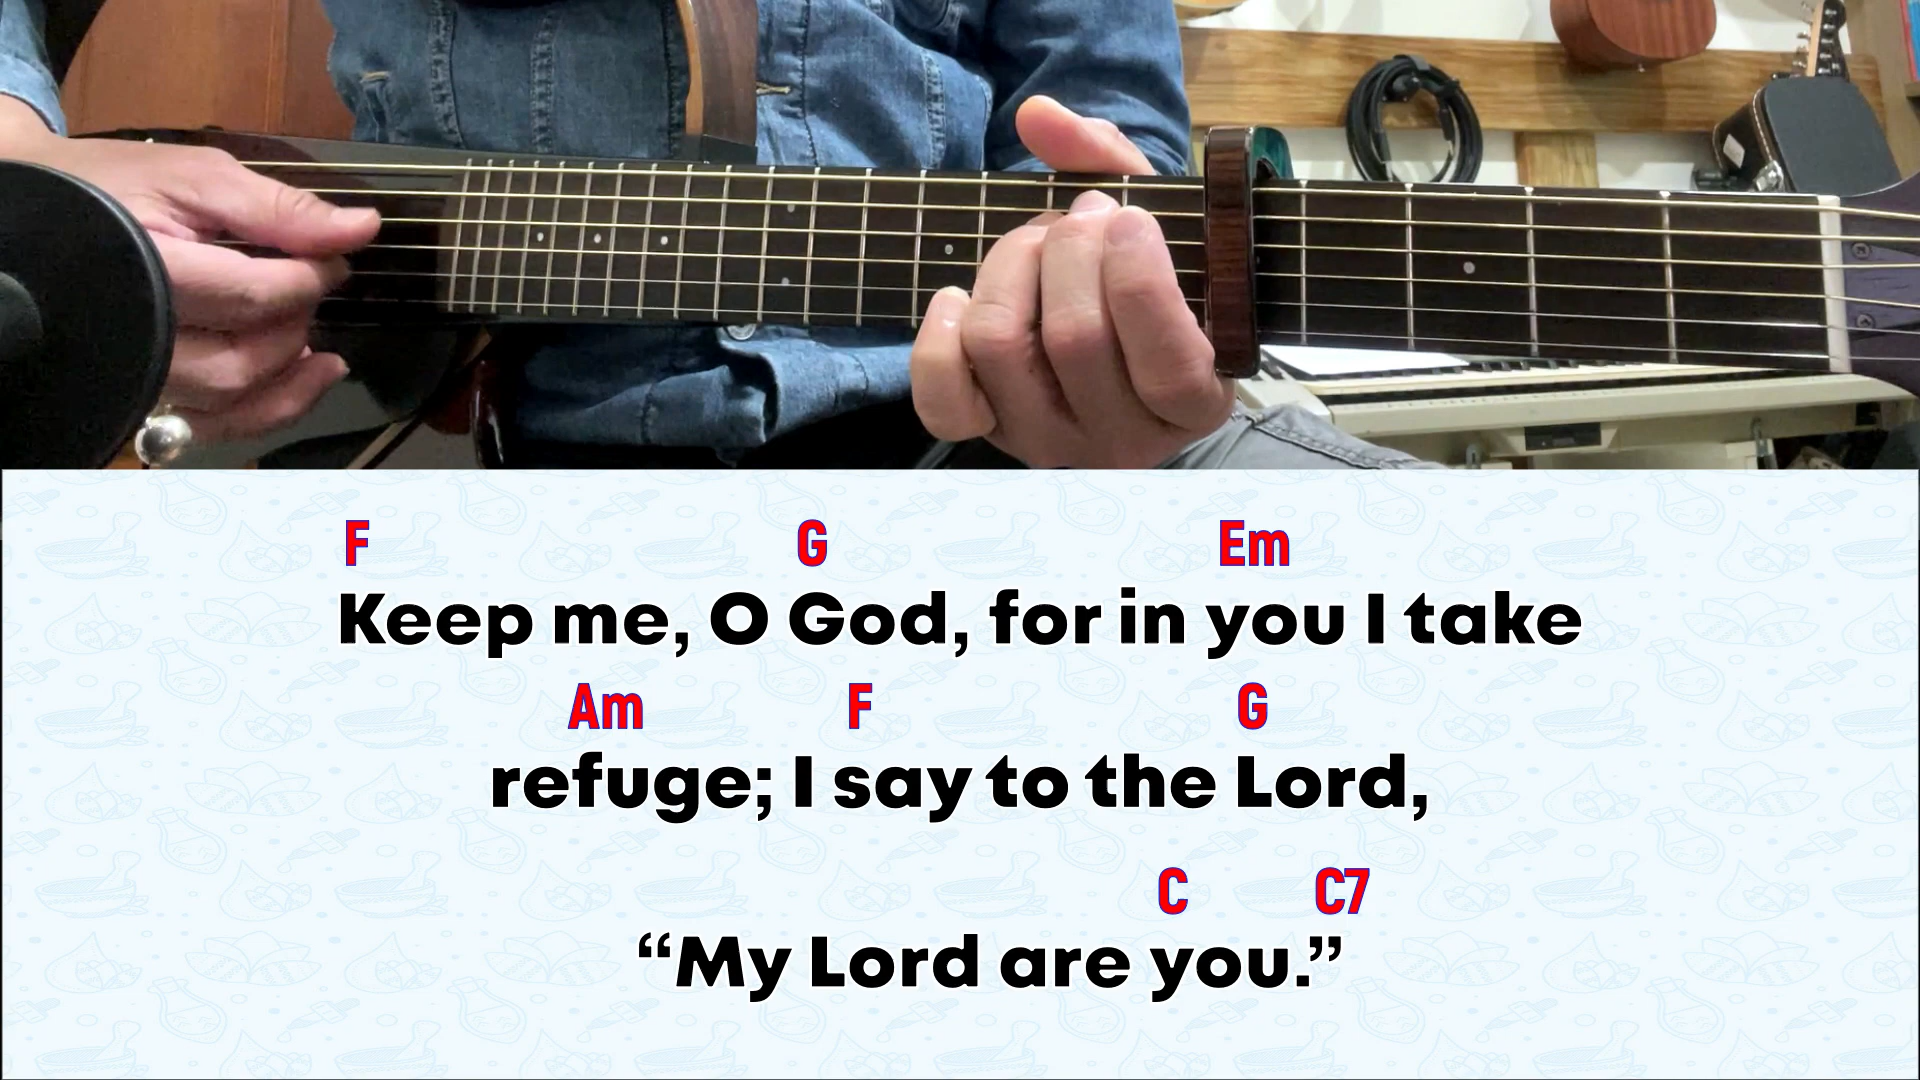 F G Em
Keep me, O God, for in you I take
Am F G
refuge; I say to the Lord,
C C7
“My Lord are you.”